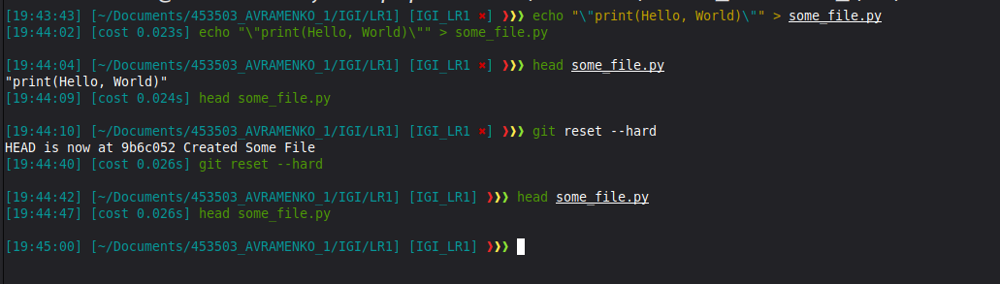 [19:43:43] [~/Documents/453503_AVRAMENKO_1/IGI/LR1] [IGI_LR1 ✖] ❯❯❯ echo "\"print(Hello, World)\"" > some_file.py
[19:44:02] [cost 0.023s] echo "\"print(Hello, World)\"" > some_file.py
[19:44:04] [~/Documents/453503_AVRAMENKO_1/IGI/LR1] [IGI_LR1 ✖] ❯❯❯ head some_file.py
"print(Hello, World)"
[19:44:09] [cost 0.024s] head some_file.py
[19:44:10] [~/Documents/453503_AVRAMENKO_1/IGI/LR1] [IGI_LR1 ✖] ❯❯❯ git reset --hard
HEAD is now at 9b6c052 Created Some File
[19:44:40] [cost 0.026s] git reset --hard
[19:44:42] [~/Documents/453503_AVRAMENKO_1/IGI/LR1] [IGI_LR1] ❯❯❯ head some_file.py
[19:44:47] [cost 0.026s] head some_file.py
[19:45:00] [~/Documents/453503_AVRAMENKO_1/IGI/LR1] [IGI_LR1] ❯❯❯